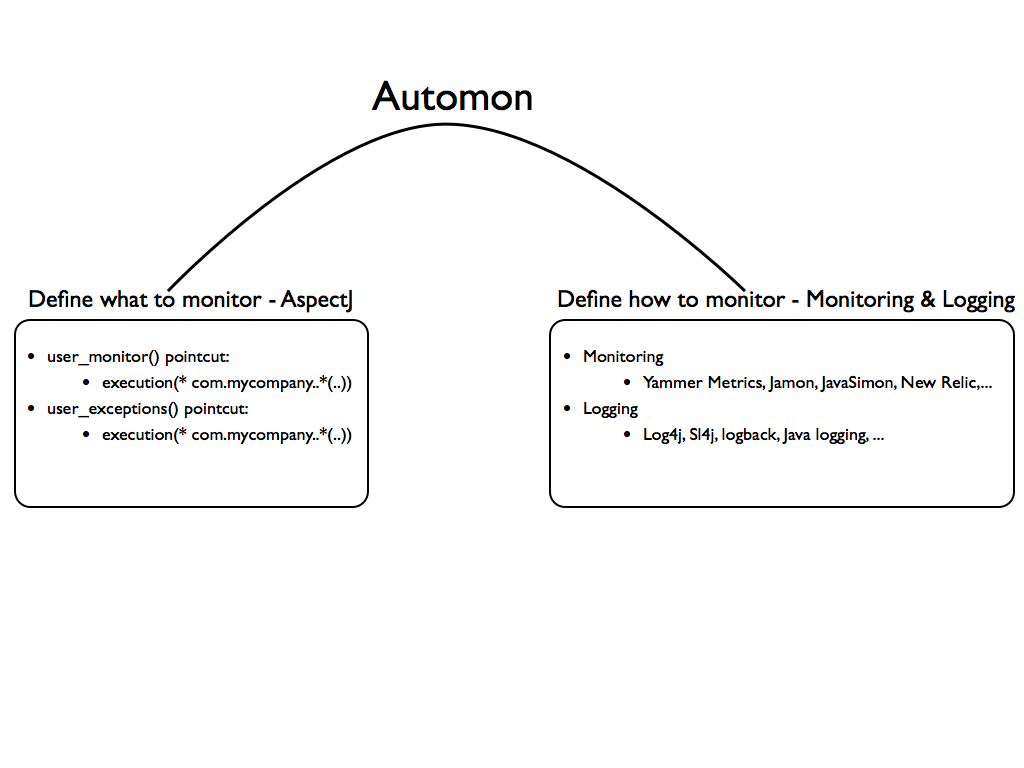 Automon
Define what to monitor - AspectJ
• user_monitor() pointcut:
• execution(* com.mycompany..*(..))
• user_exceptions() pointcut:
• execution(* com.mycompany..*(..))
Define how to monitor - Monitoring & Logging
• Monitoring
• Yammer Metrics, Jamon, JavaSimon, New Relic,...
• Logging
• Log4j, Sl4j, logback, Java logging, ...